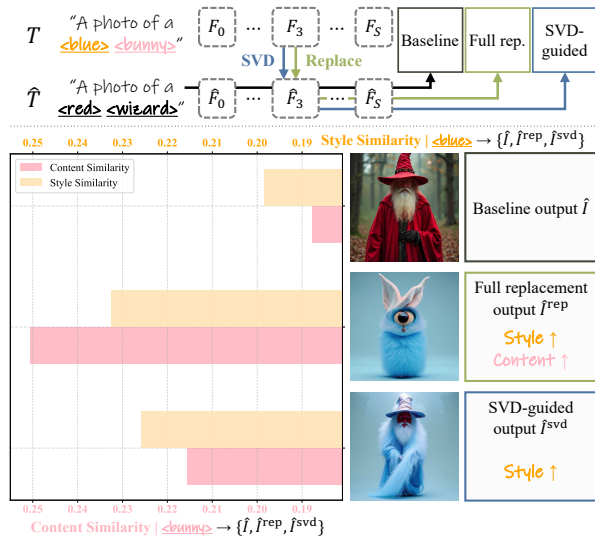 T "A photo of a <blue> <bunny>"
F₀ ... F₃ ... F_S
SVD Replace
Baseline Full rep. SVD-guided
T̂ "A photo of a <red> <wizard>"
F̂₀ ... F̂₃ ... F̂_S
Style Similarity | <blue> → {Î, Î^rep, Î^svd}
0.25 0.24 0.23 0.22 0.21 0.20 0.19
Content Similarity
Style Similarity
Baseline output Î
Full replacement
output Î^rep
Style ↑
Content ↑
SVD-guided
output Î^svd
Style ↑
0.25 0.24 0.23 0.22 0.21 0.20 0.19
Content Similarity | <bunny> → {Î, Î^rep, Î^svd}